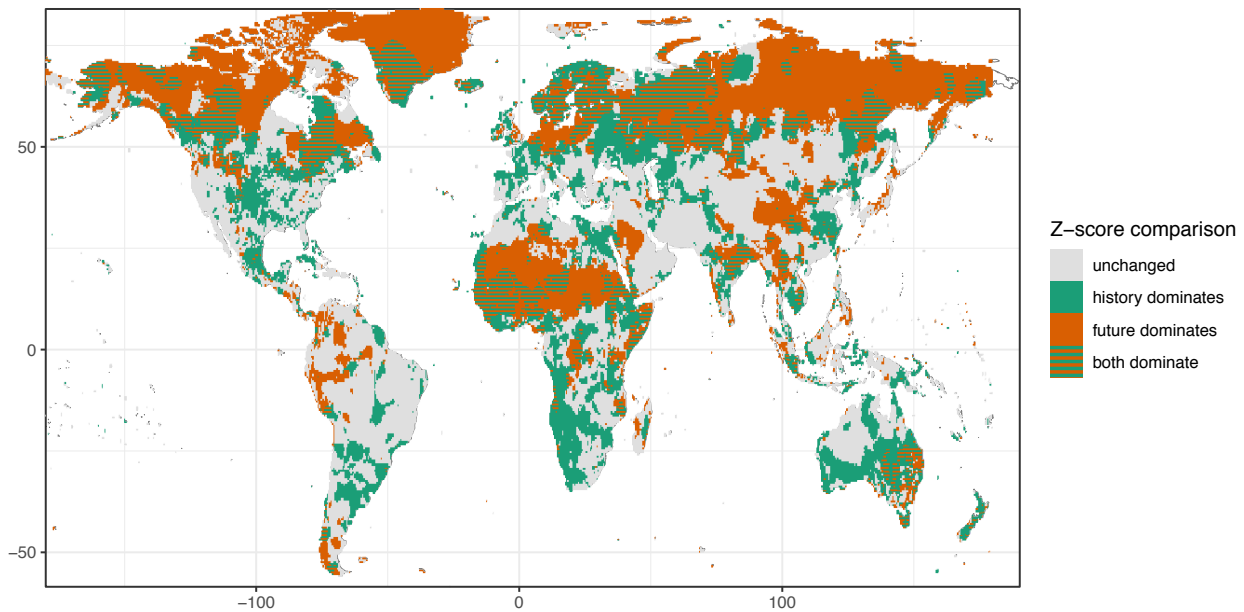 50
0
−50
−100
0
100
Z−score comparison
unchanged
history dominates
future dominates
both dominate